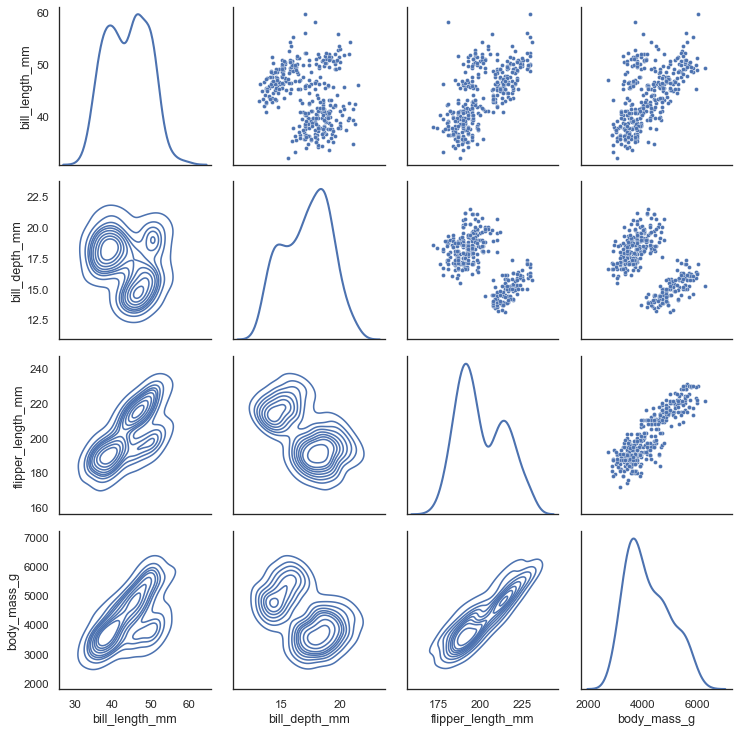 60
50
40
bill_length_mm
22.5
20.0
17.5
15.0
12.5
bill_depth_mm
240
220
200
180
160
flipper_length_mm
7000
6000
5000
4000
3000
2000
body_mass_g
30 40 50 60
bill_length_mm
15 20
bill_depth_mm
175 200 225
flipper_length_mm
2000 4000 6000
body_mass_g